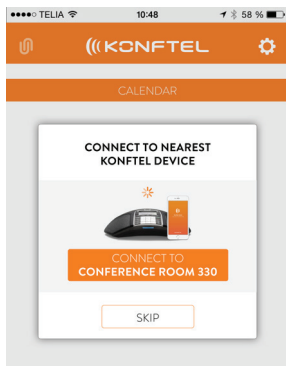 TELIA 10:48 58 %
KONFTEL
CALENDAR
CONNECT TO NEAREST
KONFTEL DEVICE
CONNECT TO
CONFERENCE ROOM 330
SKIP